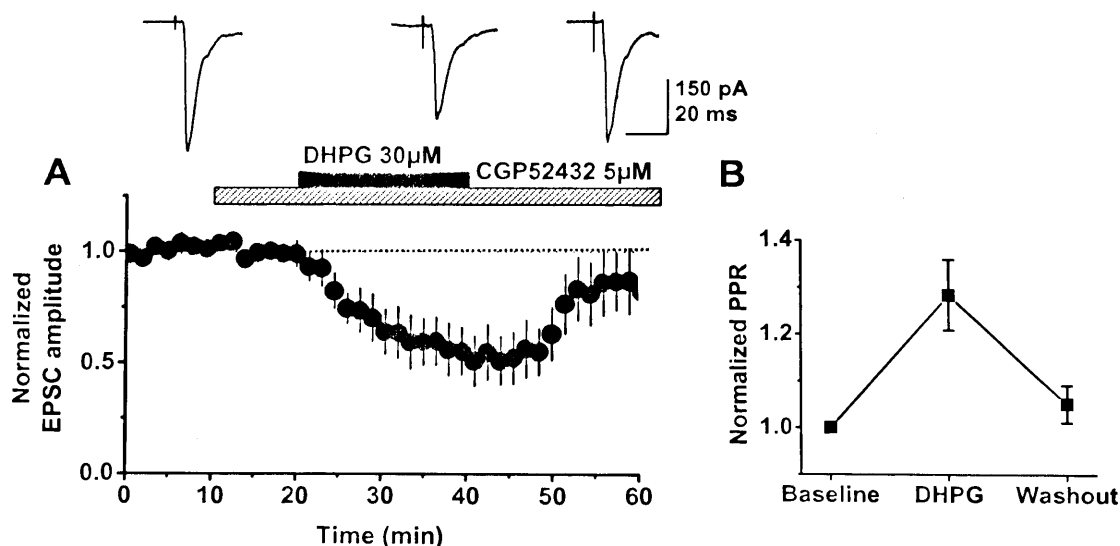 150 pA
20 ms
A
DHPG 30µM
CGP52432 5µM
B
Normalized
EPSC amplitude
1.0
0.5
0.0
0
10
20
30
40
50
60
Time (min)
Normalized PPR
1.4
1.2
1.0
Baseline
DHPG
Washout